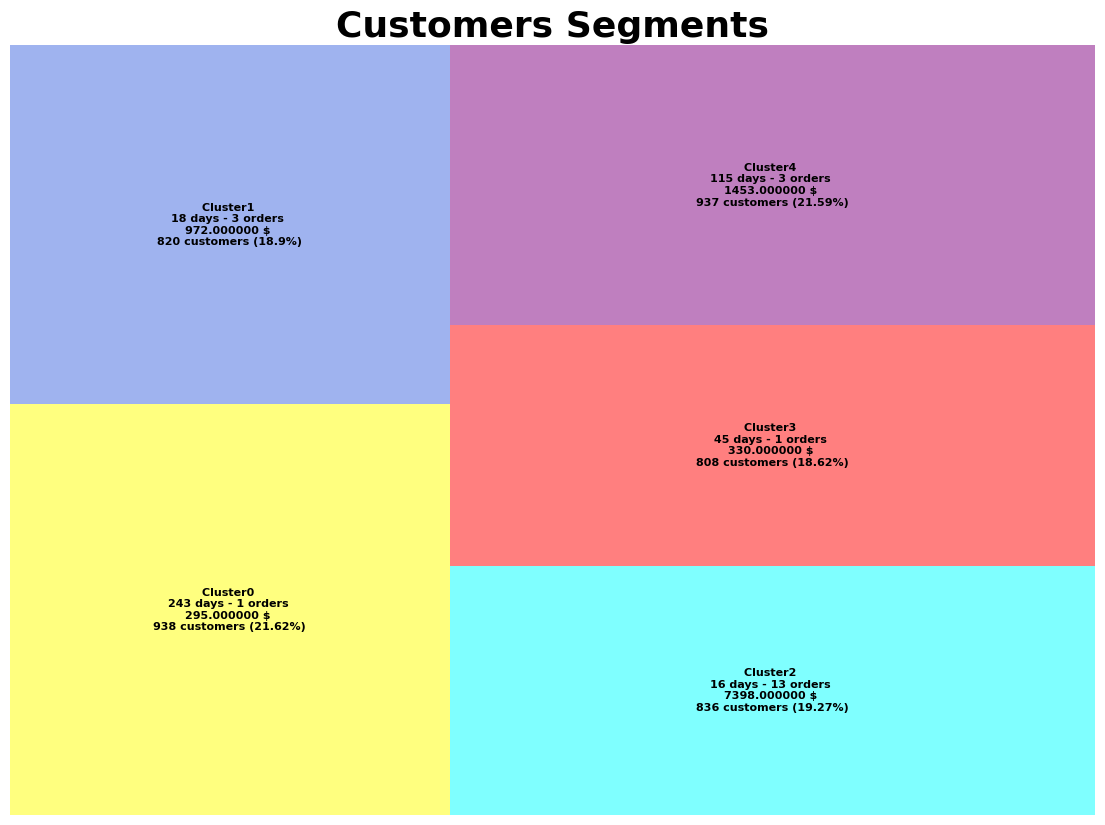 Customers Segments
Cluster1
18 days - 3 orders
972.000000 $
820 customers (18.9%)
Cluster4
115 days - 3 orders
1453.000000 $
937 customers (21.59%)
Cluster3
45 days - 1 orders
330.000000 $
808 customers (18.62%)
Cluster0
243 days - 1 orders
295.000000 $
938 customers (21.62%)
Cluster2
16 days - 13 orders
7398.000000 $
836 customers (19.27%)